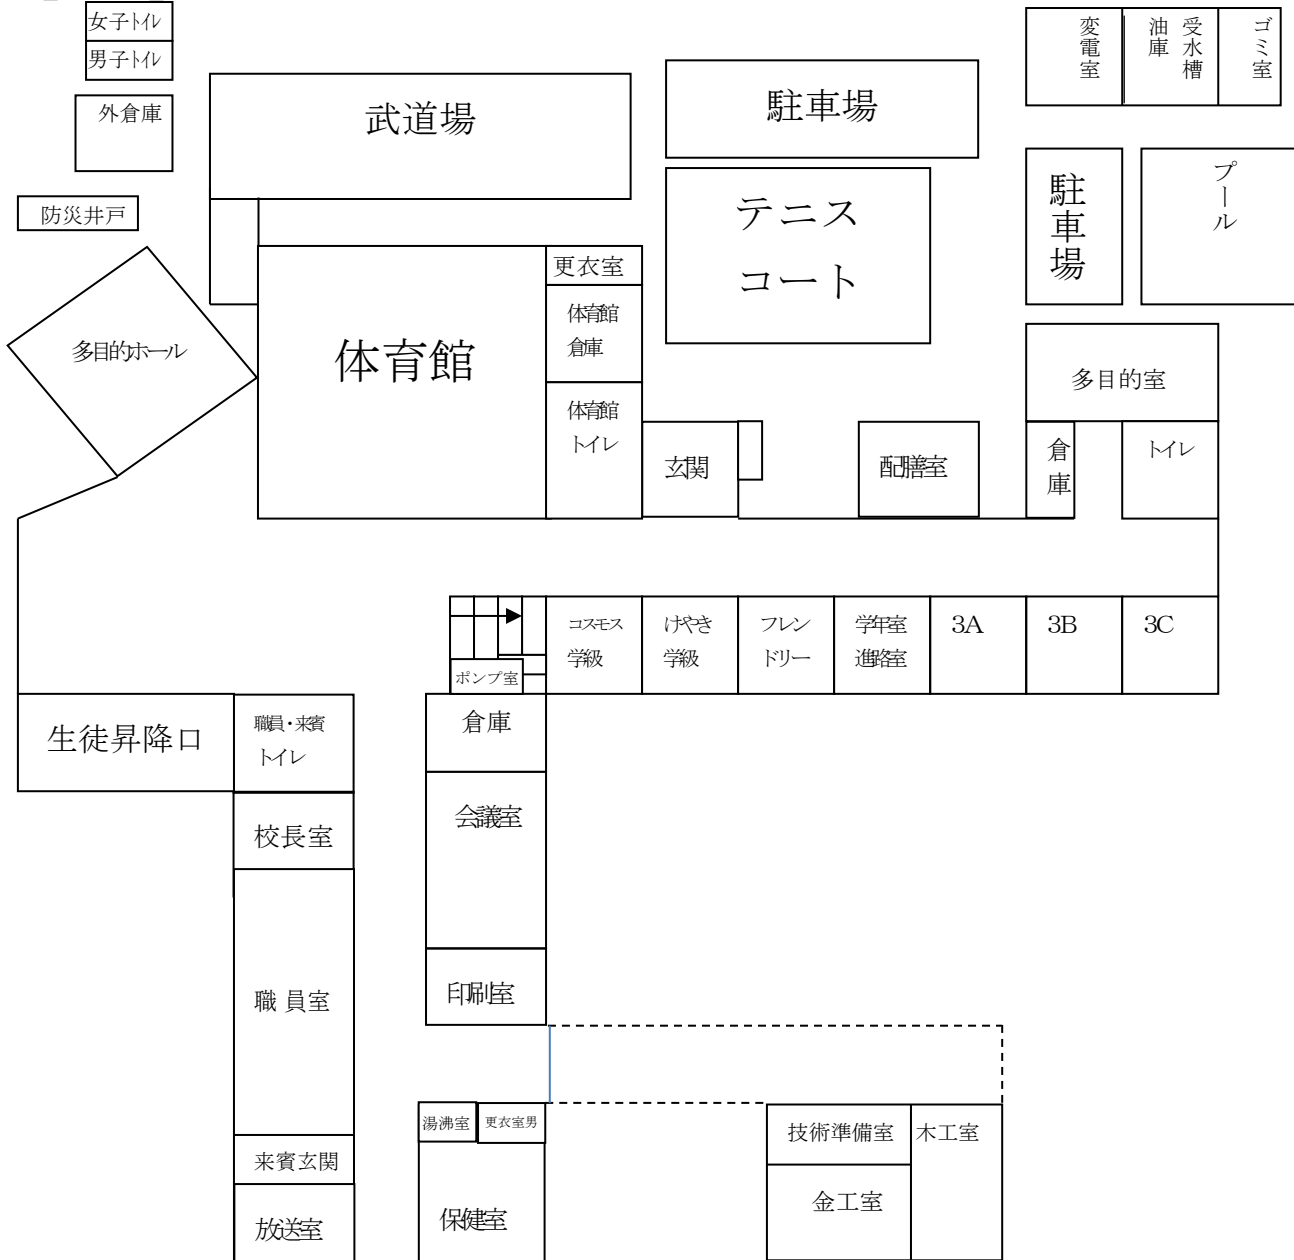 女子トイレ
男子トイレ
外倉庫
防災井戸
武道場
駐車場
変電室
油庫
受水槽
ゴミ室
テニス
コート
駐車場
プール
多目的ホール
体育館
更衣室
体育館
倉庫
体育館
トイレ
玄関
配膳室
多目的室
倉庫
トイレ
コスモス
学級
けやき
学級
フレン
ドリー
学年室
進路室
3A
3B
3C
ポンプ室
生徒昇降口
職員・来賓
トイレ
倉庫
校長室
会議室
職 員室
印刷室
来賓玄関
放送室
湯沸室
更衣室男
保健室
技術準備室
木工室
金工室